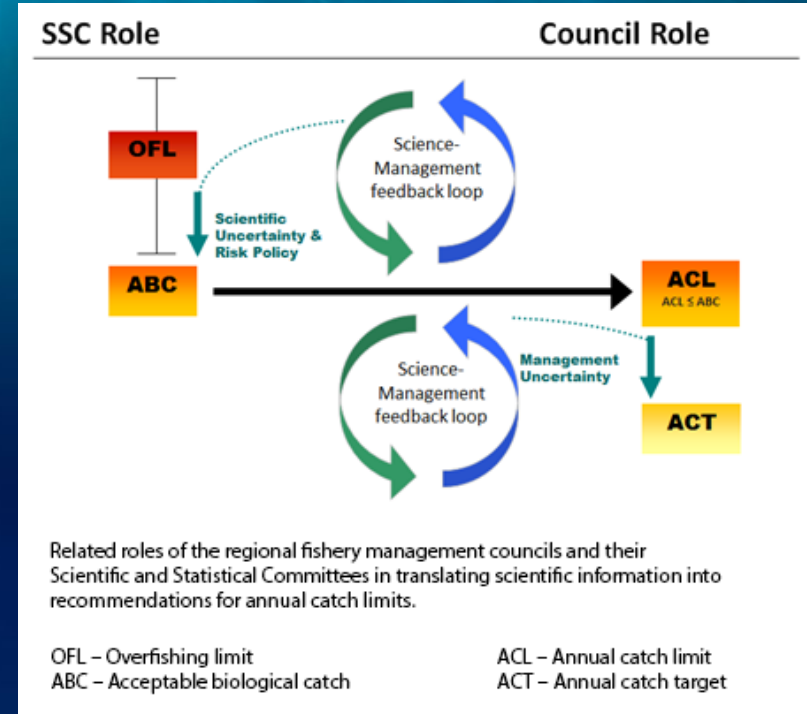 SSC Role
Council Role
OFL
Science-
Management
feedback loop
Scientific
Uncertainty &
Risk Policy
ABC
ACL
ACL ≤ ABC
Science-
Management
feedback loop
Management
Uncertainty
ACT
Related roles of the regional fishery management councils and their
Scientific and Statistical Committees in translating scientific information into
recommendations for annual catch limits.
OFL – Overfishing limit
ABC – Acceptable biological catch
ACL – Annual catch limit
ACT – Annual catch target